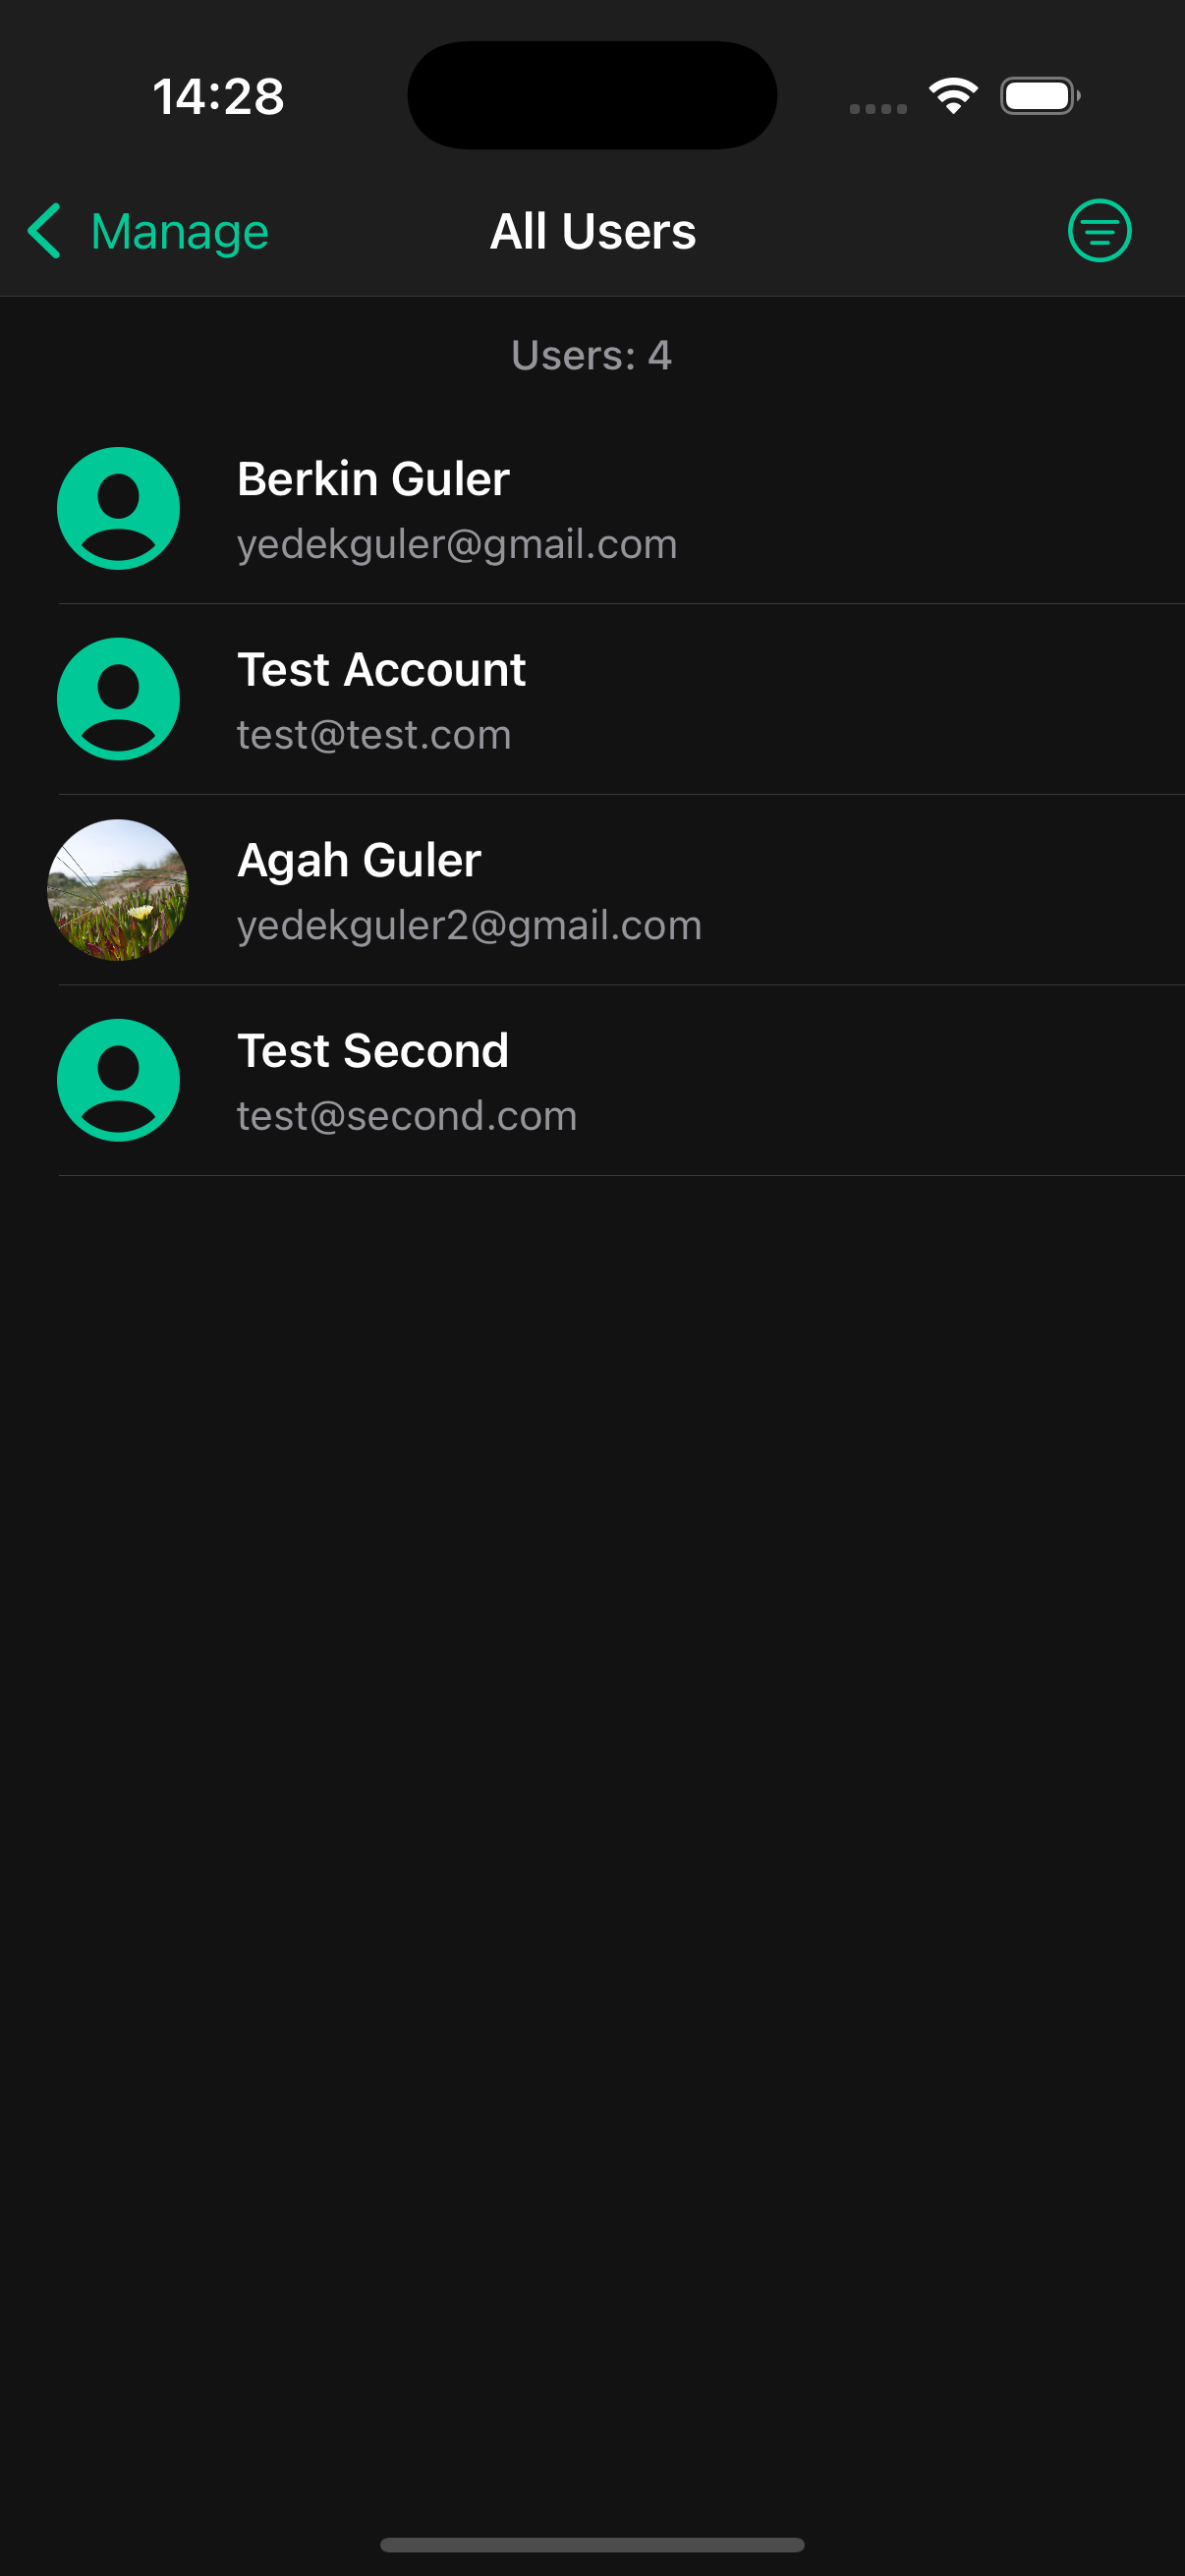 14:28
Manage
All Users
Users: 4
Berkin Guler
yedekguler@gmail.com
Test Account
test@test.com
Agah Guler
yedekguler2@gmail.com
Test Second
test@second.com